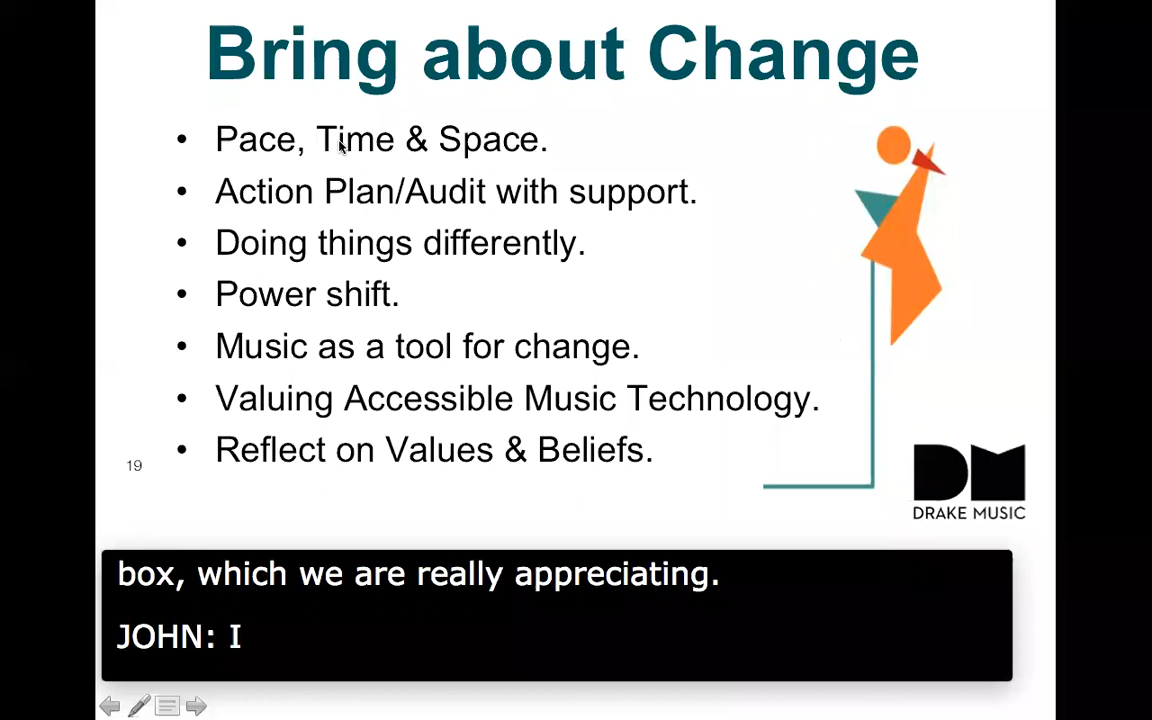 Bring about Change
• Pace, Time & Space.
• Action Plan/Audit with support.
• Doing things differently.
• Power shift.
• Music as a tool for change.
• Valuing Accessible Music Technology.
• Reflect on Values & Beliefs.
19
DM
DRAKE MUSIC
box, which we are really appreciating.
JOHN: I